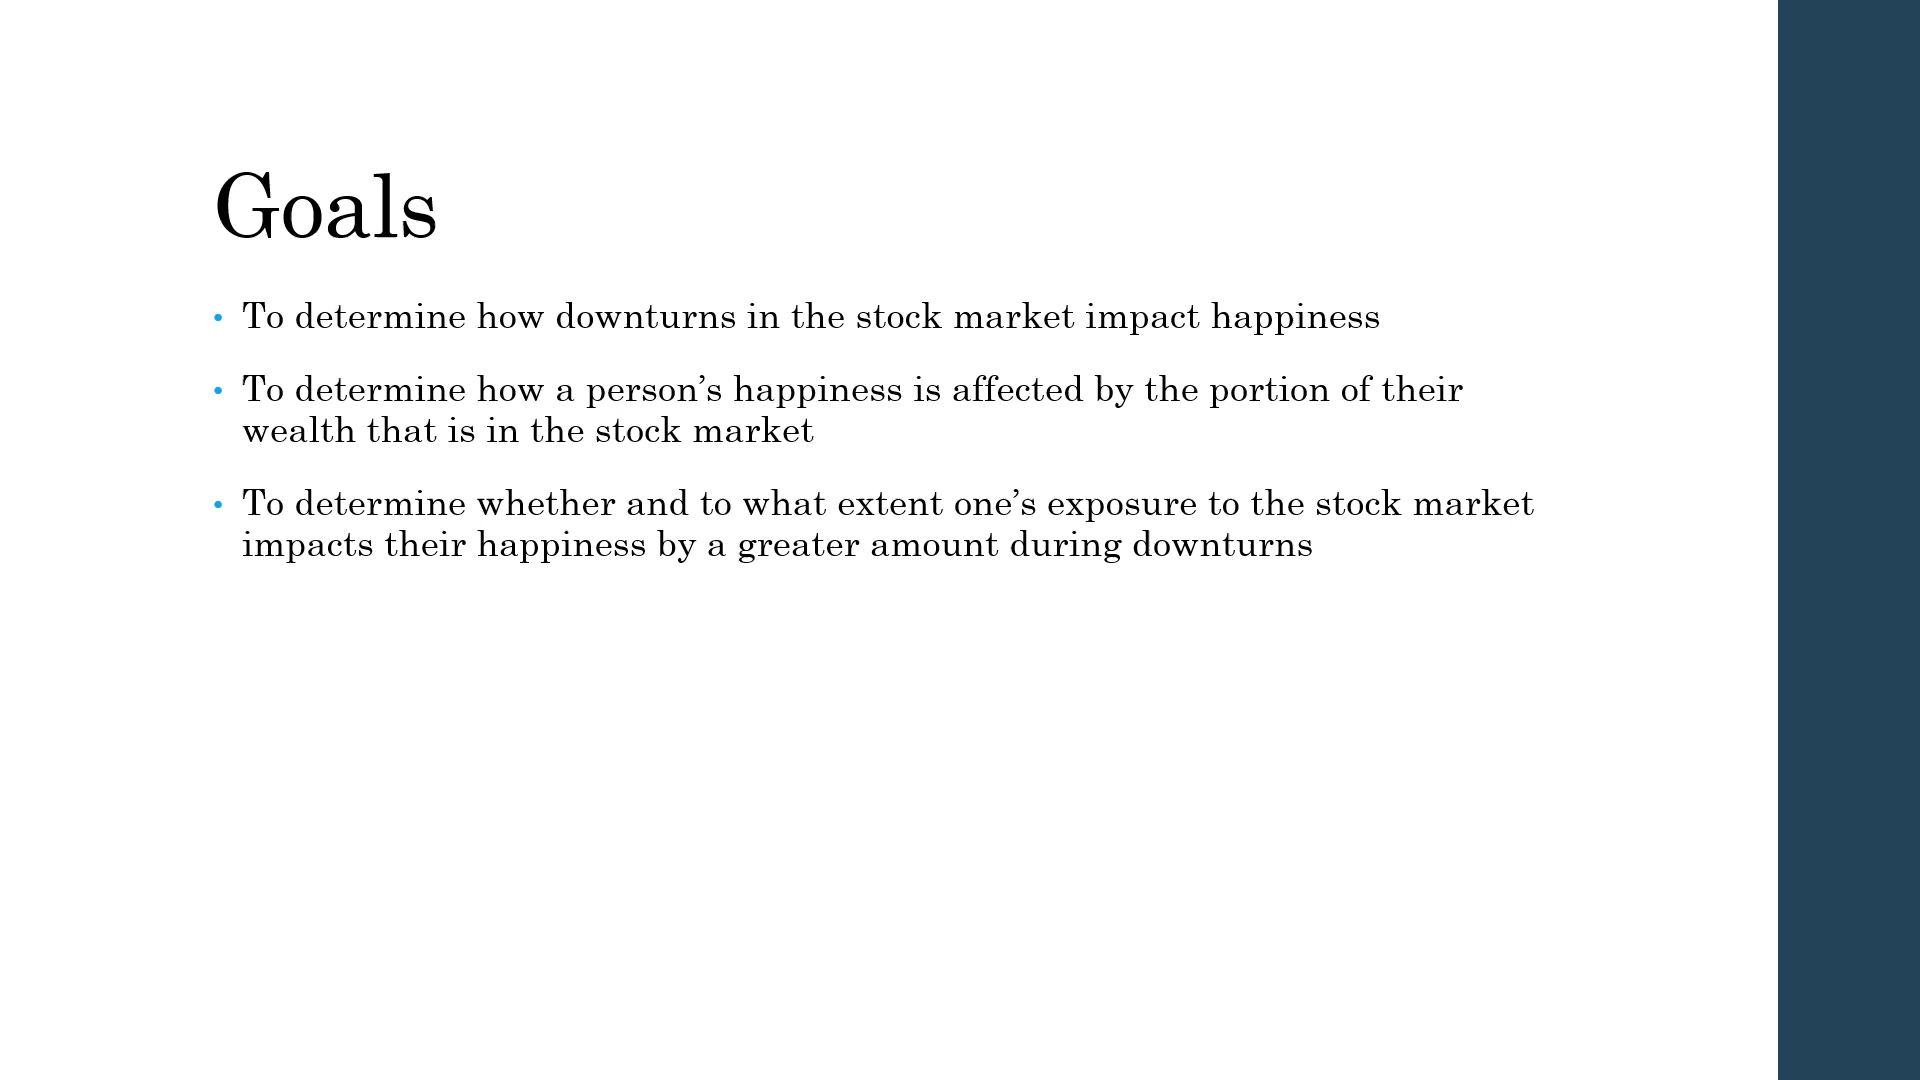 Goals
• To determine how downturns in the stock market impact happiness
• To determine how a person’s happiness is affected by the portion of their
wealth that is in the stock market
• To determine whether and to what extent one’s exposure to the stock market
impacts their happiness by a greater amount during downturns